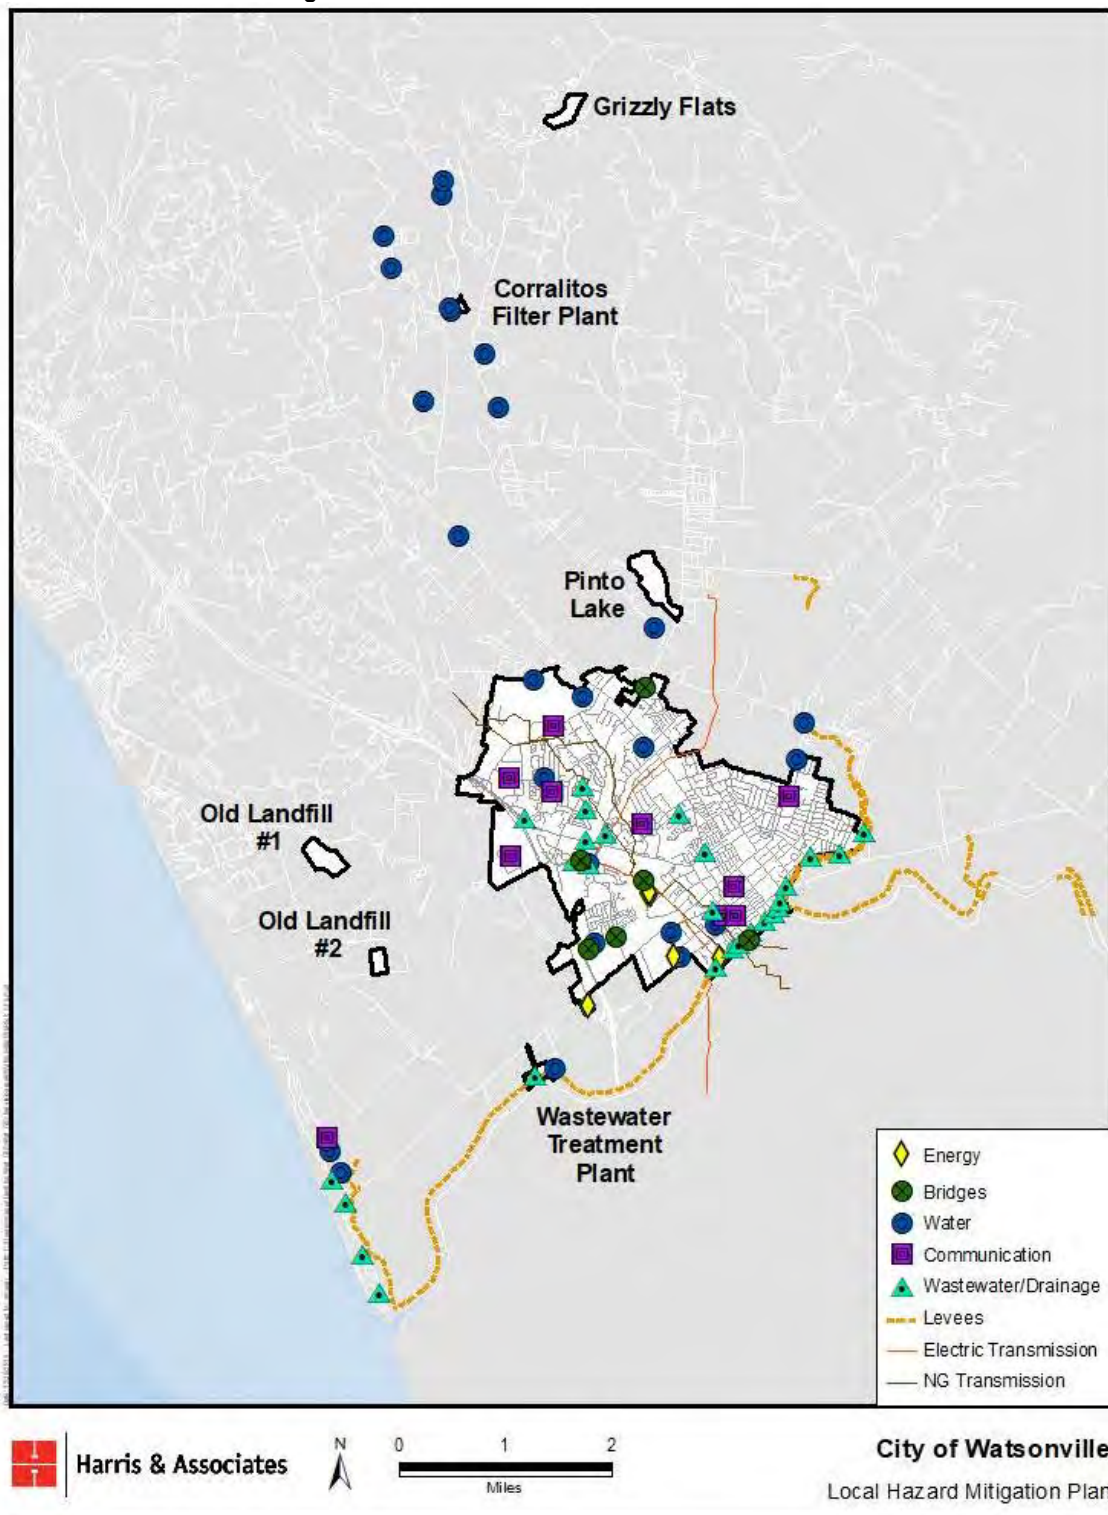 Grizzly Flats
Corralitos
Filter Plant
Pinto
Lake
Old Landfill
#1
Old Landfill
#2
Wastewater
Treatment
Plant
Energy
Bridges
Water
Communication
Wastewater/Drainage
Levees
Electric Transmission
NG Transmission
Harris & Associates
N
0 1 2
Miles
City of Watsonville
Local Hazard Mitigation Plan